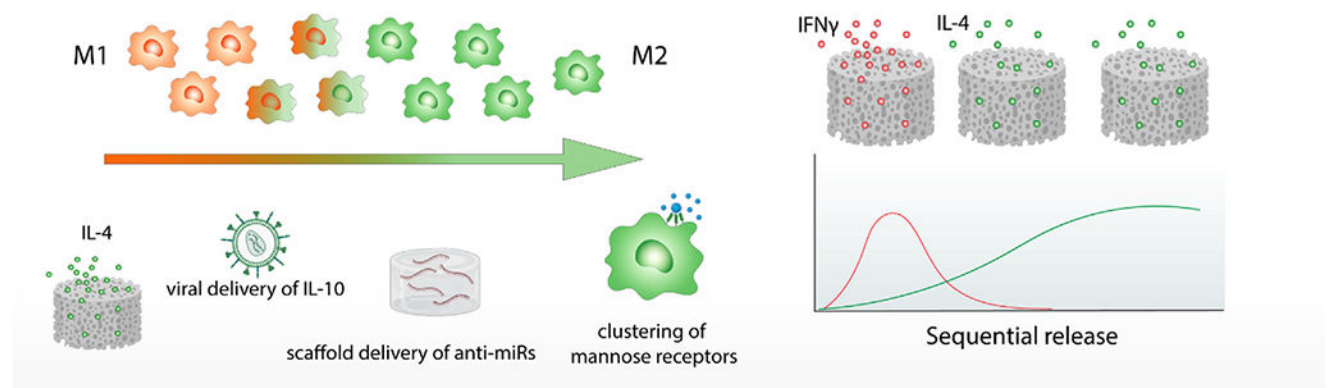 M1
M2
IL-4
viral delivery of IL-10
scaffold delivery of anti-miRs
clustering of
mannose receptors
IFNγ
IL-4
Sequential release